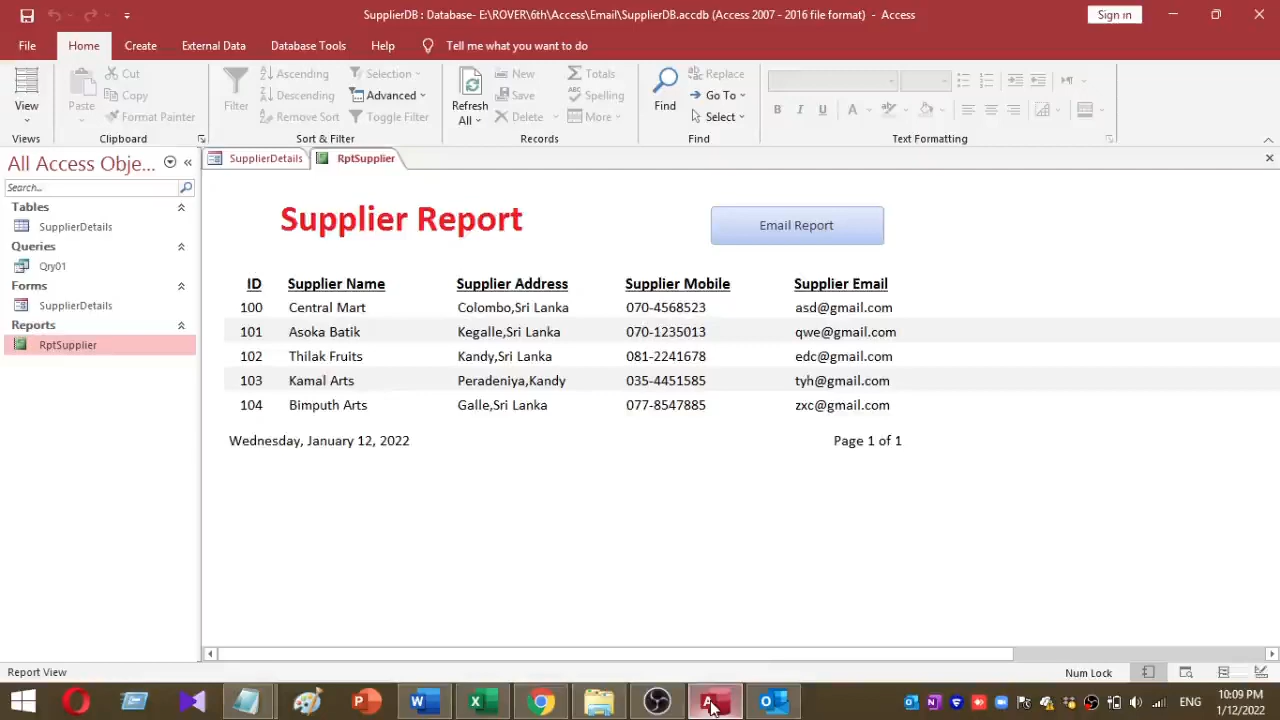 SupplierDB : Database- E:\ROVER\6th\Access\Email\SupplierDB.accdb (Access 2007 - 2016 file format) - Access
Sign in
File Home Create External Data Database Tools Help Tell me what you want to do
View
Views
Paste
Cut
Copy
Format Painter
Clipboard
Filter
Ascending
Descending
Remove Sort
Selection
Advanced
Toggle Filter
Sort & Filter
Refresh All
New
Save
Delete
Totals
Spelling
More
Records
Find
Replace
Go To
Select
Find
B I U A
Text Formatting
All Access Obje...
Search...
Tables
SupplierDetails
Queries
Qry01
Forms
SupplierDetails
Reports
RptSupplier
SupplierDetails RptSupplier
Supplier Report
Email Report
ID Supplier Name Supplier Address Supplier Mobile Supplier Email
100 Central Mart Colombo,Sri Lanka 070-4568523 asd@gmail.com
101 Asoka Batik Kegalle,Sri Lanka 070-1235013 qwe@gmail.com
102 Thilak Fruits Kandy,Sri Lanka 081-2241678 edc@gmail.com
103 Kamal Arts Peradeniya,Kandy 035-4451585 tyh@gmail.com
104 Bimputh Arts Galle,Sri Lanka 077-8547885 zxc@gmail.com
Wednesday, January 12, 2022 Page 1 of 1
Report View Num Lock
ENG 10:09 PM
1/12/2022